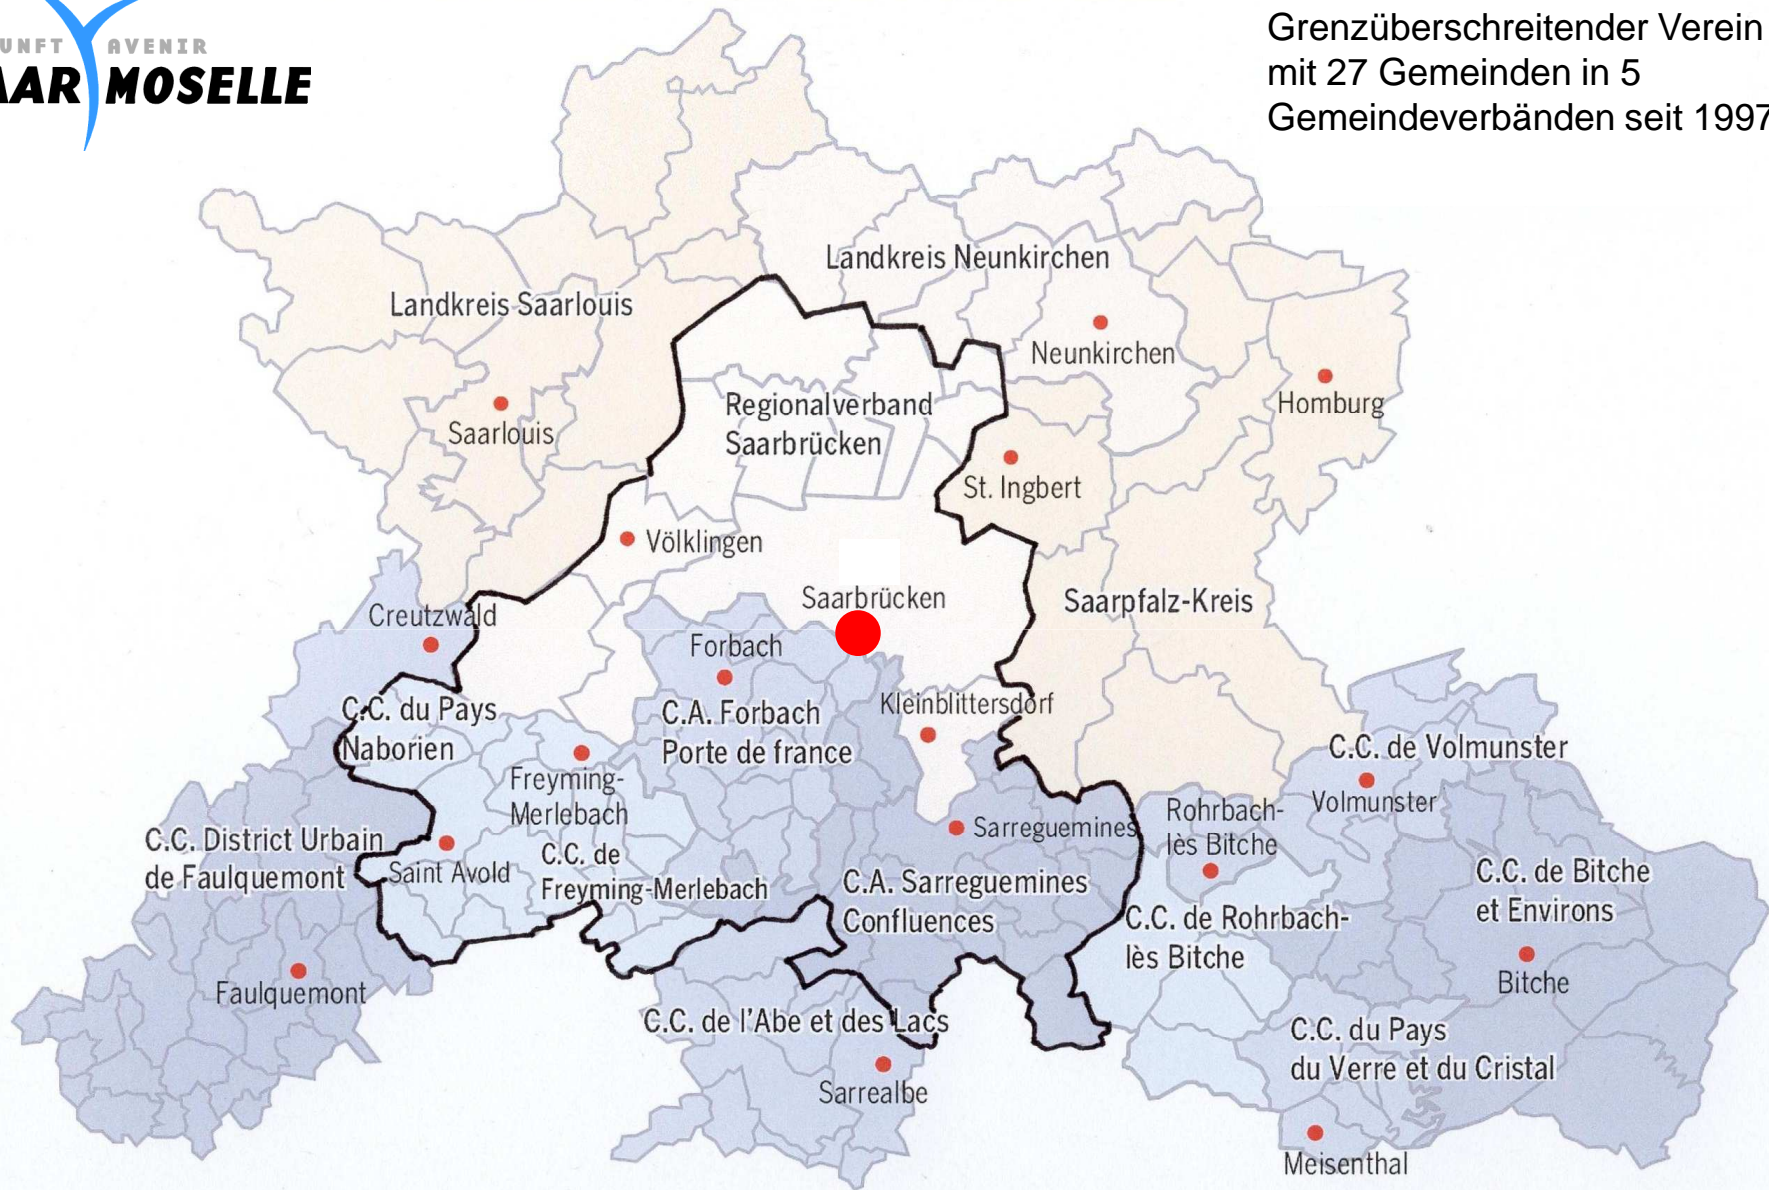 UNFT AVENIR
AAR MOSELLE
Grenzüberschreitender Verein
mit 27 Gemeinden in 5
Gemeindeverbänden seit 1997
Landkreis Neunkirchen
Landkreis Saarlouis
Neunkirchen
Homburg
Saarlouis
Regionalverband
Saarbrücken
St. Ingbert
Völklingen
Saarbrücken
Saarpfalz-Kreis
Creutzwald
Forbach
Kleinblittersdorf
C.C. du Pays
Naborien
C.A. Forbach
Porte de france
C.C. de Volmunster
Freyming-
Merlebach
Volmunster
Rohrbach-
lès Bitche
Sarreguemines
C.C. District Urbain
de Faulquemont
Saint Avold
C.C. de
Freyming-Merlebach
C.A. Sarreguemines
Confluences
C.C. de Bitche
et Environs
C.C. de Rohrbach-
lès Bitche
Bitche
Faulquemont
C.C. de l'Abe et des Lacs
C.C. du Pays
du Verre et du Cristal
Sarrealbe
Meisenthal